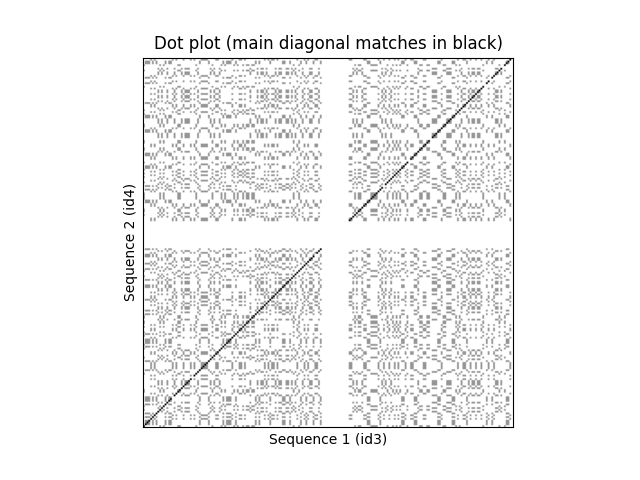 Dot plot (main diagonal matches in black)
Sequence 2 (id4)
Sequence 1 (id3)